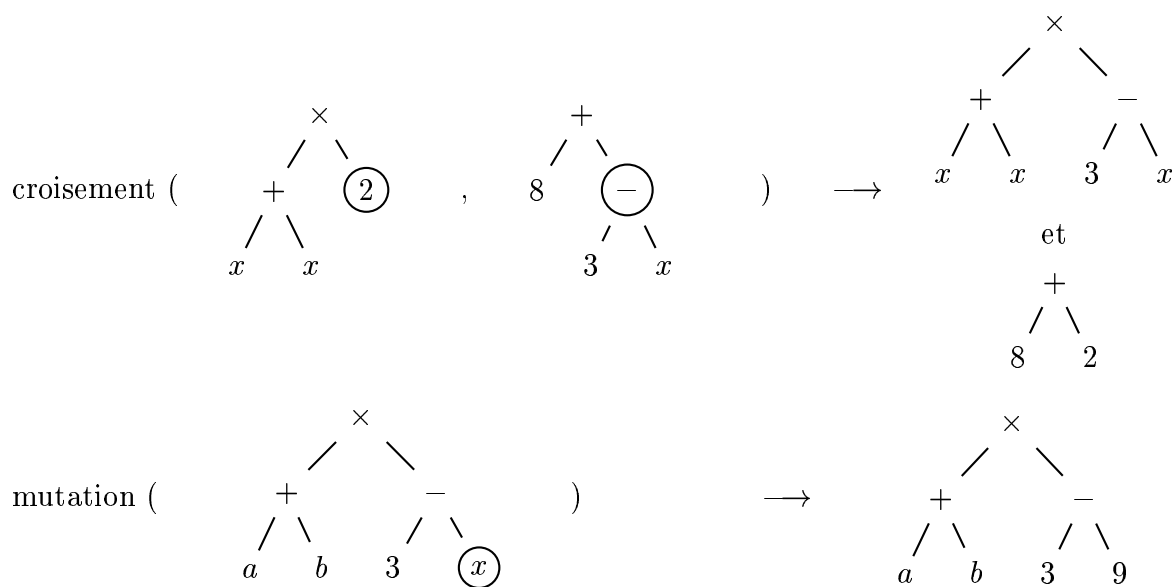 ×
× + + −
croisement ( + 2 , 8 − ) → x x 3 x
x x 3 x et
+
8 2
× ×
mutation ( + − ) → + −
a b 3 x a b 3 9